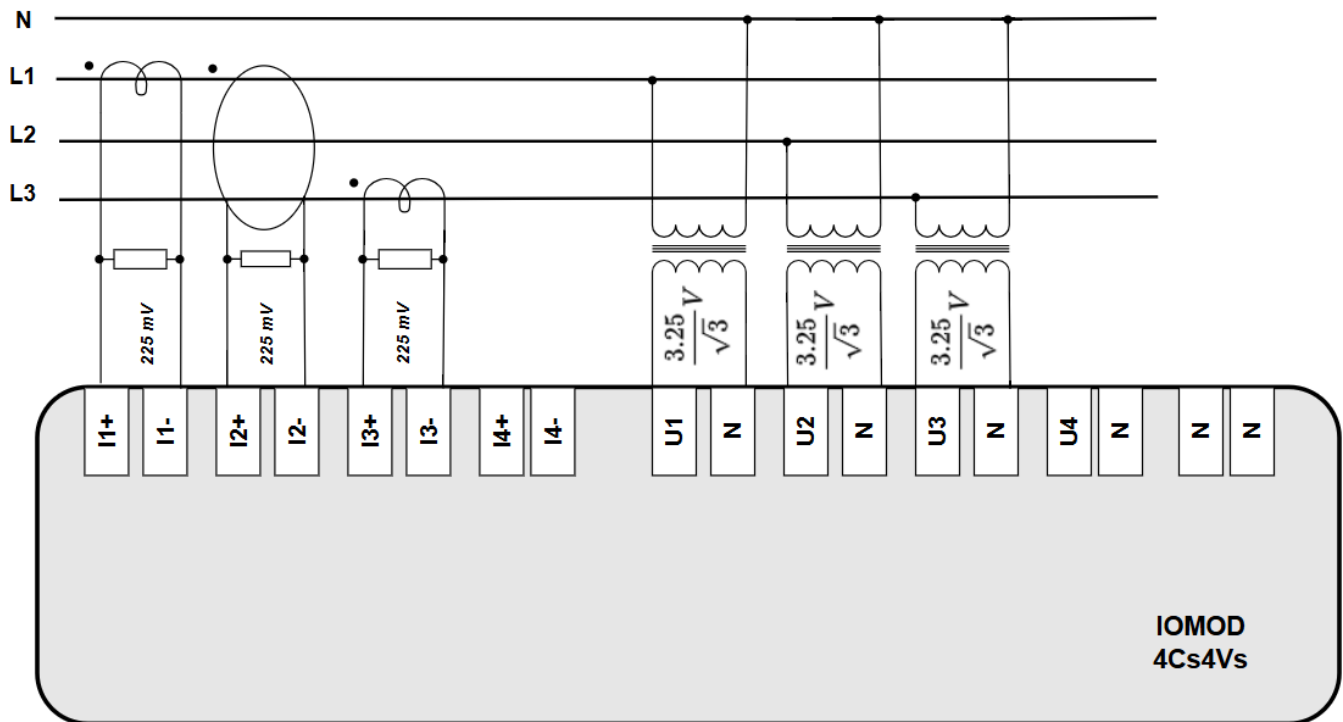 N
L1
L2
L3
225 mV
225 mV
225 mV
3.25/√3 V
3.25/√3 V
3.25/√3 V
I1+ I1- I2+ I2- I3+ I3- I4+ I4- U1 N U2 N U3 N U4 N N N
IOMOD
4Cs4Vs